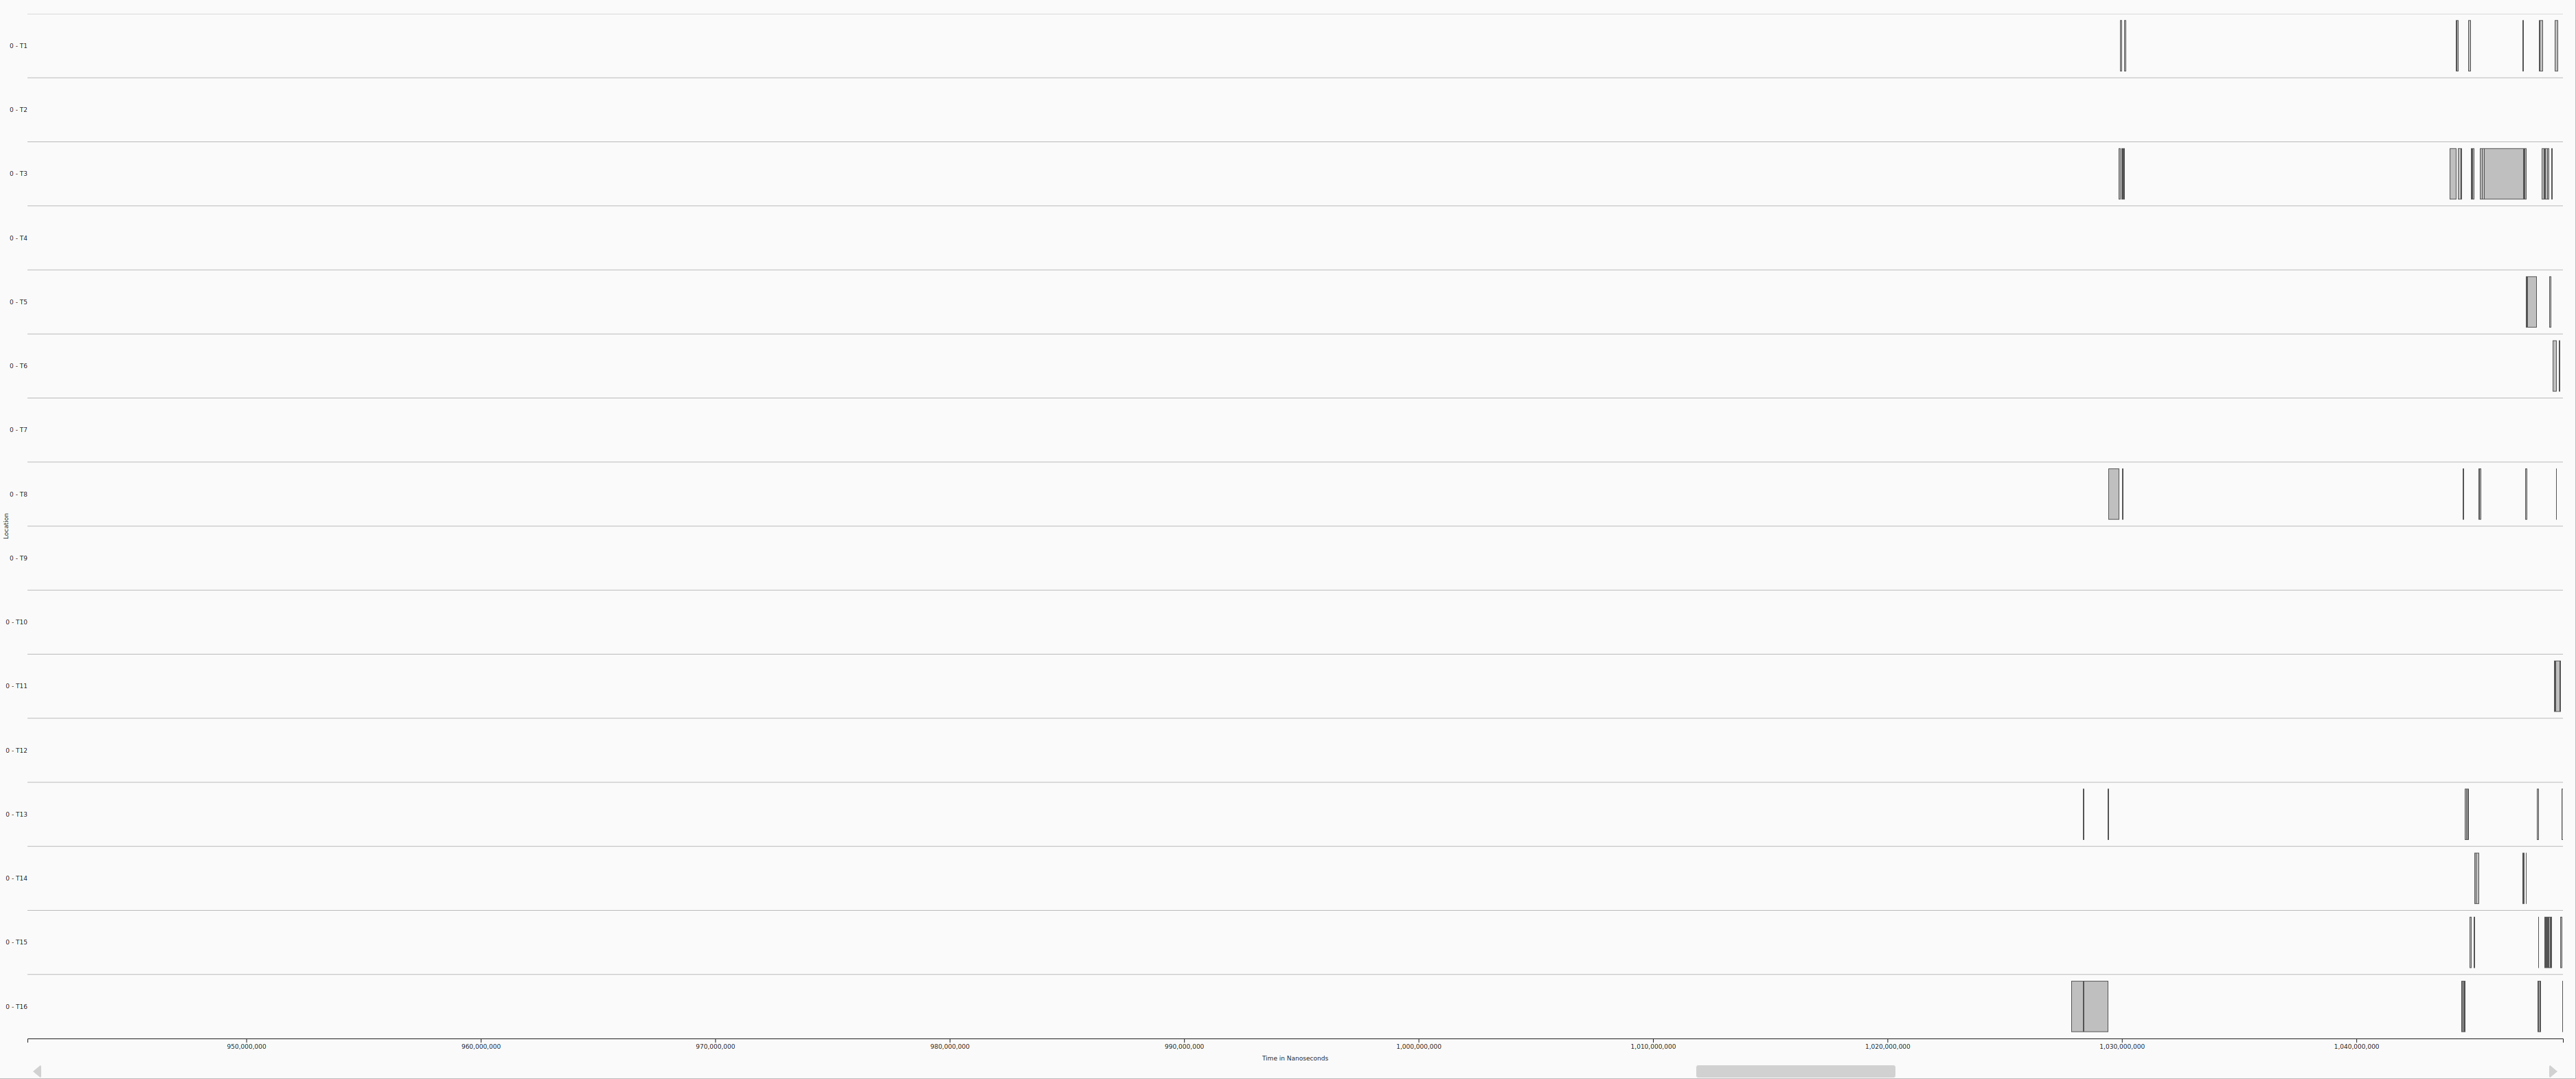 0 - T1
0 - T2
0 - T3
0 - T4
0 - T5
0 - T6
0 - T7
0 - T8
Location
0 - T9
0 - T10
0 - T11
0 - T12
0 - T13
0 - T14
0 - T15
0 - T16
950,000,000 960,000,000 970,000,000 980,000,000 990,000,000 1,000,000,000 1,010,000,000 1,020,000,000 1,030,000,000 1,040,000,000
Time in Nanoseconds